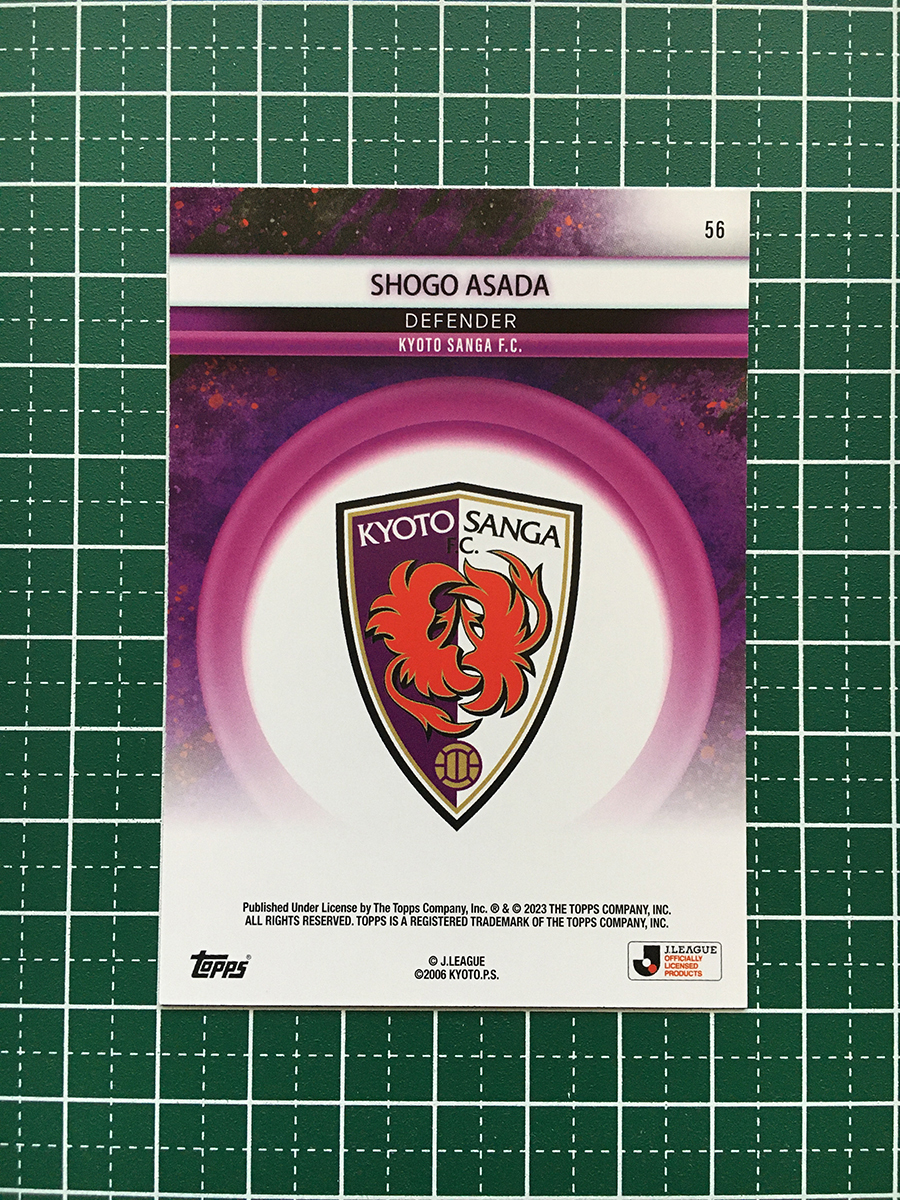 56
SHOGO ASADA
DEFENDER
KYOTO SANGA F.C.
KYOTO SANGA
F.C.
Published Under License by The Topps Company, Inc. ® & © 2023 THE TOPPS COMPANY, INC.
ALL RIGHTS RESERVED. TOPPS IS A REGISTERED TRADEMARK OF THE TOPPS COMPANY, INC.
topps®
© J.LEAGUE
©2006 KYOTO.P.S.
J.LEAGUE
OFFICIALLY
LICENSED
PRODUCTS